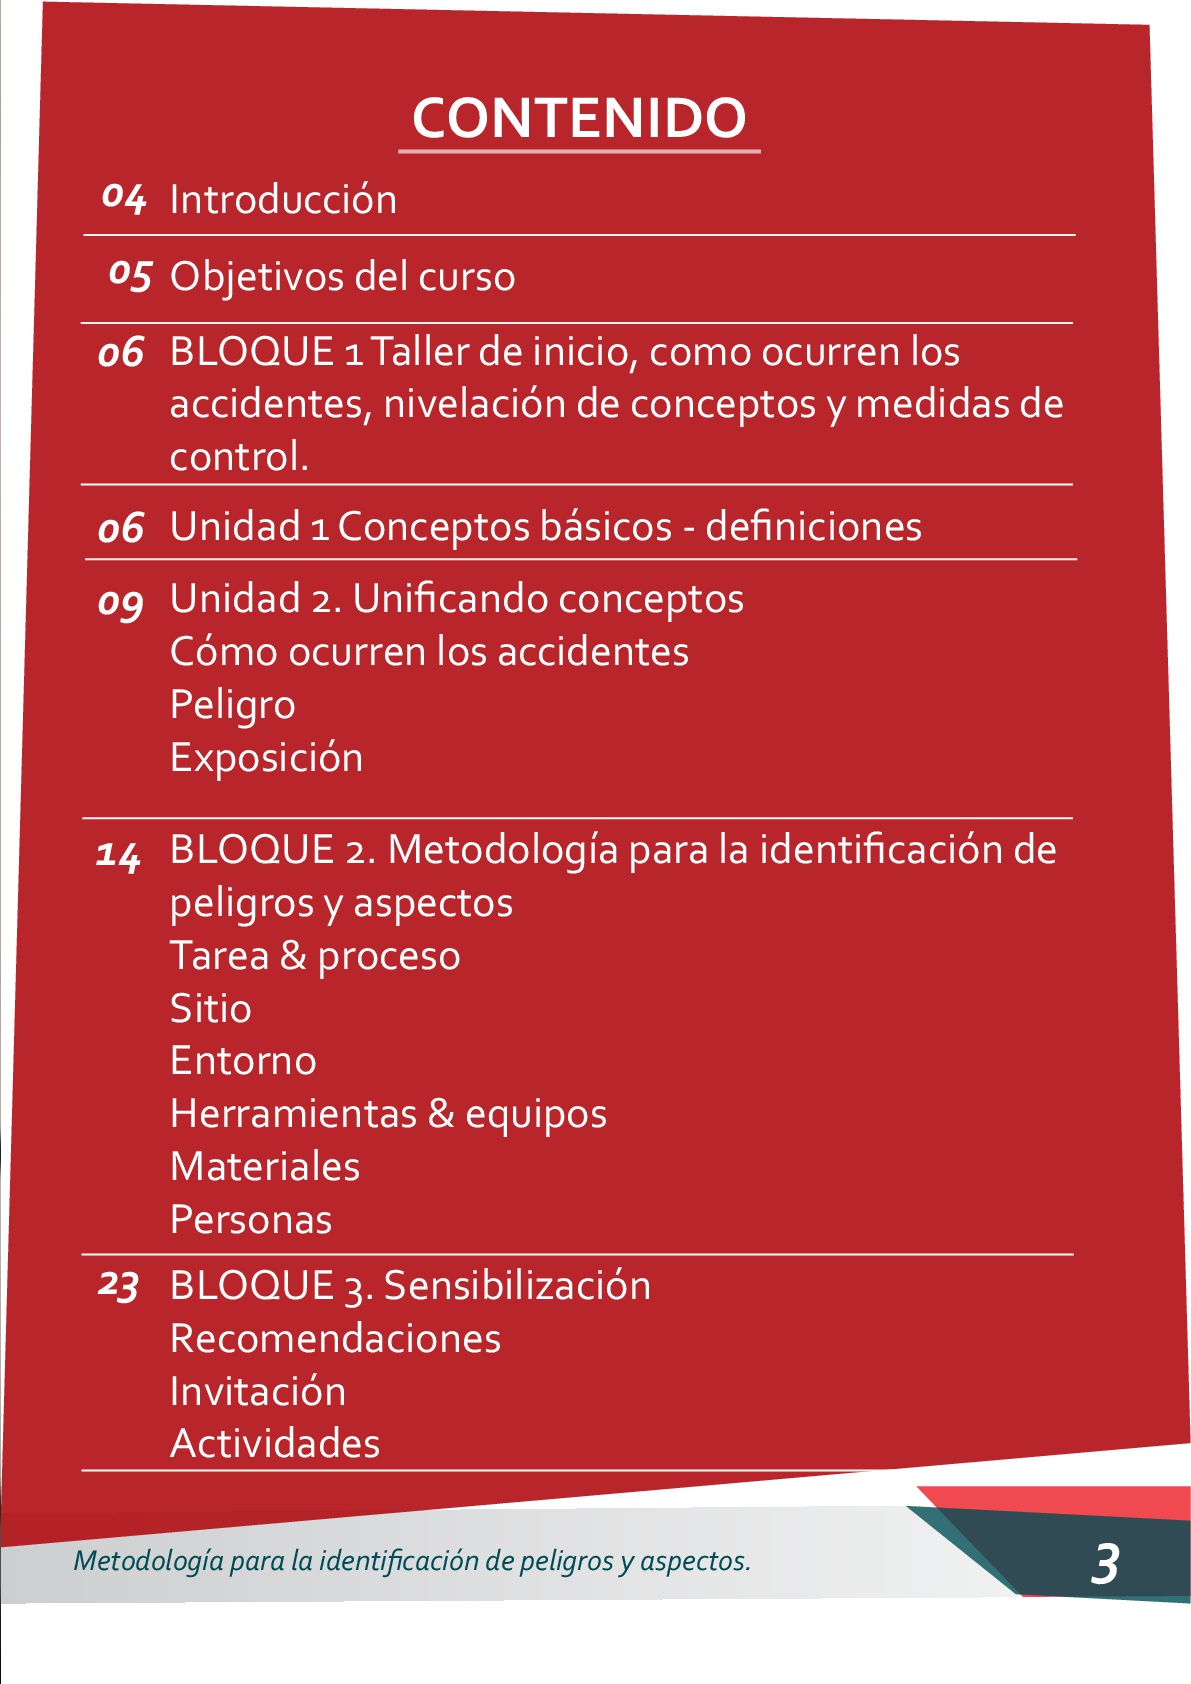 CONTENIDO
04 Introducción
05 Objetivos del curso
06 BLOQUE 1 Taller de inicio, como ocurren los
accidentes, nivelación de conceptos y medidas de
control.
06 Unidad 1 Conceptos básicos - definiciones
09 Unidad 2. Unificando conceptos
Cómo ocurren los accidentes
Peligro
Exposición
14 BLOQUE 2. Metodología para la identificación de
peligros y aspectos
Tarea & proceso
Sitio
Entorno
Herramientas & equipos
Materiales
Personas
23 BLOQUE 3. Sensibilización
Recomendaciones
Invitación
Actividades
Metodología para la identificación de peligros y aspectos.
3